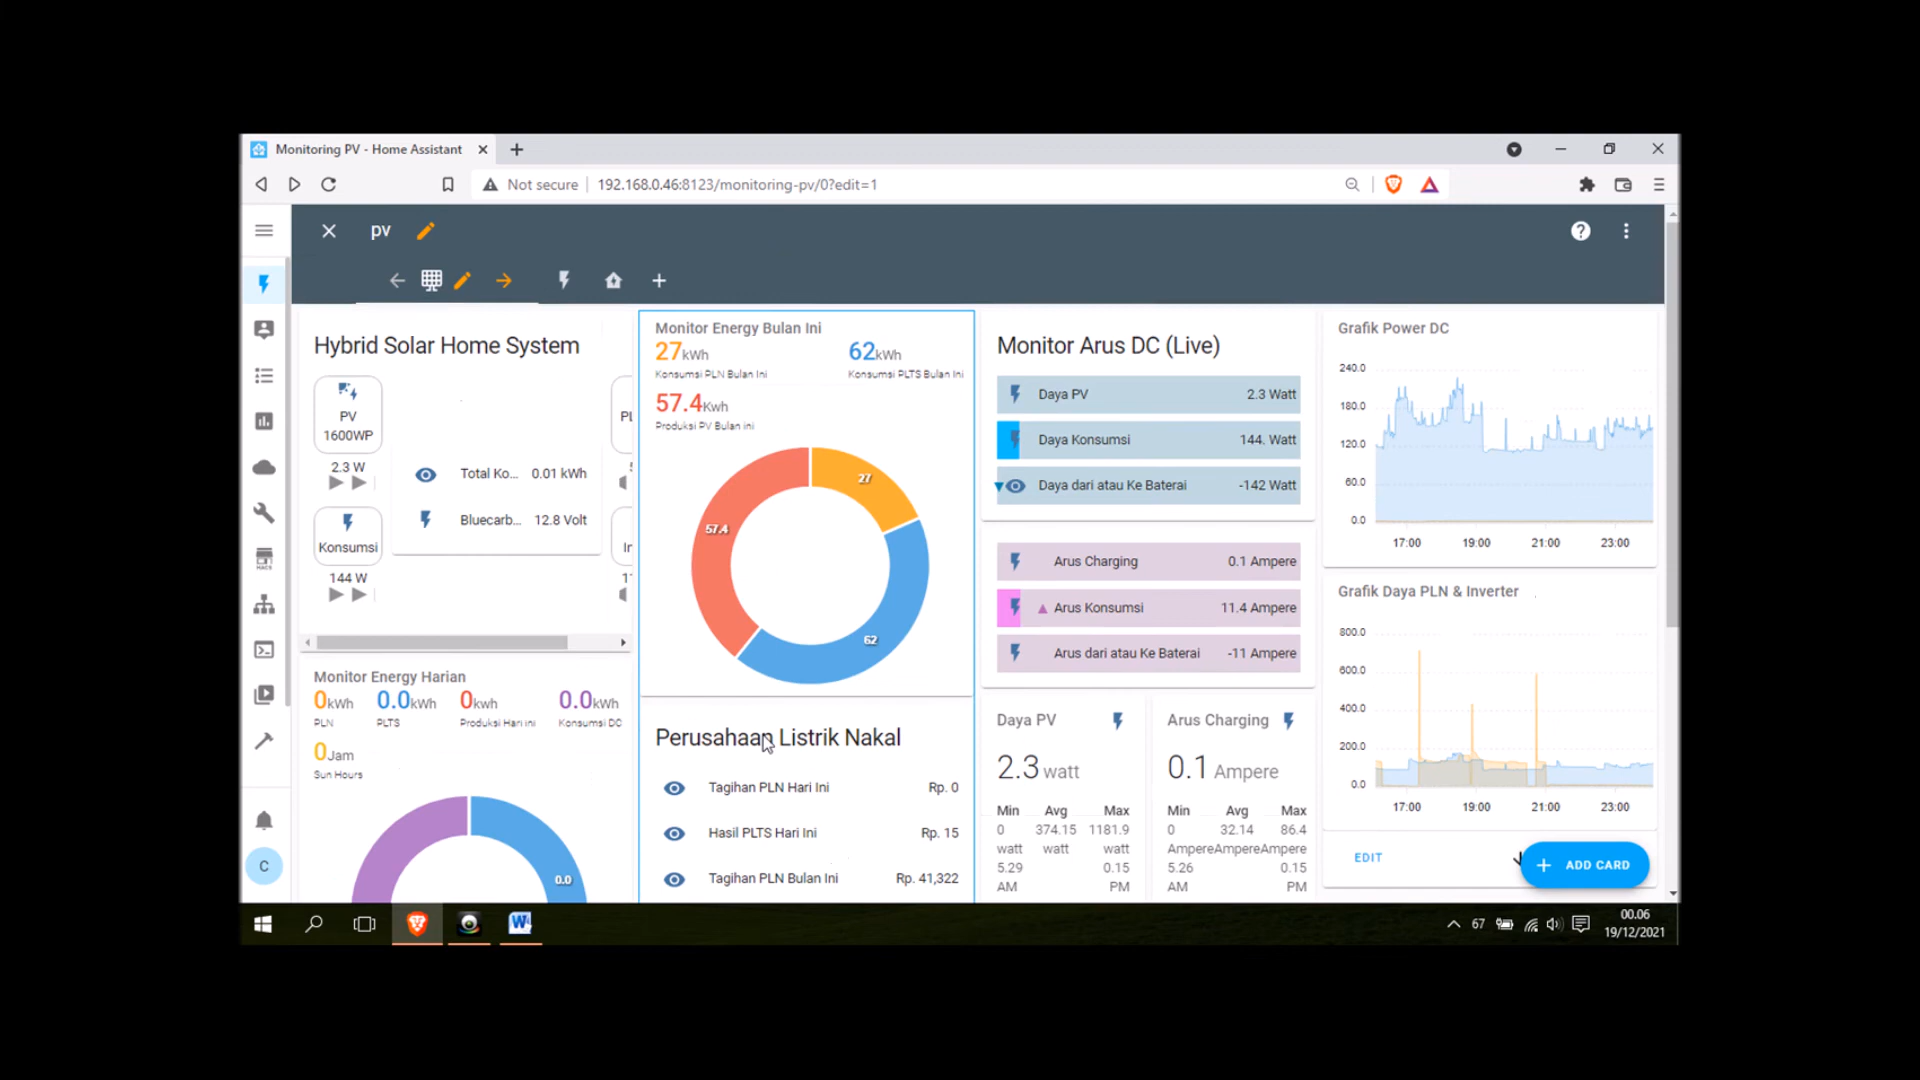 Monitoring PV - Home Assistant
Not secure
192.168.0.46:8123/monitoring-pv/0?edit=1
pv
Hybrid Solar Home System
PV
1600WP
2.3 W
Konsumsi
144 W
Total Ko... 0.01 kWh
Bluecarb... 12.8 Volt
Monitor Energy Harian
0kWh
PLN
0.0kWh
PLTS
0kwh
Produksi Hari ini
0.0kWh
Konsumsi DC
0Jam
Sun Hours
0.0
Monitor Energy Bulan Ini
27kWh
Konsumsi PLN Bulan Ini
62kWh
Konsumsi PLTS Bulan Ini
57.4Kwh
Produksi PV Bulan ini
27
57.4
62
Perusahaan Listrik Nakal
Tagihan PLN Hari Ini Rp. 0
Hasil PLTS Hari Ini Rp. 15
Tagihan PLN Bulan Ini Rp. 41,322
Monitor Arus DC (Live)
Daya PV 2.3 Watt
Daya Konsumsi 144. Watt
Daya dari atau Ke Baterai -142 Watt
Arus Charging 0.1 Ampere
Arus Konsumsi 11.4 Ampere
Arus dari atau Ke Baterai -11 Ampere
Daya PV
2.3 watt
Min Avg Max
0 374.15 1181.9
watt watt watt
5.29 0.15
AM PM
Arus Charging
0.1 Ampere
Min Avg Max
0 32.14 86.4
AmpereAmpereAmpere
5.26 0.15
AM PM
Grafik Power DC
240.0
180.0
120.0
60.0
0.0
17:00 19:00 21:00 23:00
Grafik Daya PLN & Inverter
800.0
600.0
400.0
200.0
0.0
17:00 19:00 21:00 23:00
EDIT
ADD CARD
HACS
C
67
00.06
19/12/2021